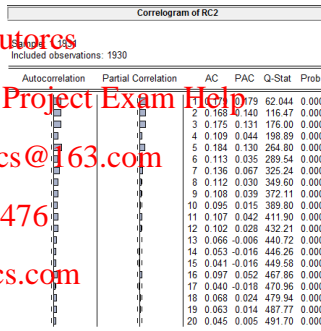 Correlogram of RC2
utorcs
Sample: 1 1931
Included observations: 1930
Autocorrelation Partial Correlation AC PAC Q-Stat Prob
Project Exam Help
1 0.179 0.179 62.044 0.000
2 0.168 0.140 116.47 0.000
3 0.175 0.131 176.00 0.000
4 0.109 0.044 198.89 0.000
5 0.184 0.130 264.80 0.000
cs@163.com
6 0.113 0.035 289.54 0.000
7 0.136 0.067 325.24 0.000
8 0.112 0.030 349.60 0.000
9 0.108 0.039 372.11 0.000
10 0.095 0.015 389.80 0.000
476
11 0.107 0.042 411.90 0.000
12 0.102 0.028 432.21 0.000
13 0.066 -0.006 440.72 0.000
14 0.053 -0.016 446.26 0.000
15 0.041 -0.016 449.58 0.000
cs.com
16 0.097 0.052 467.86 0.000
17 0.040 -0.018 470.96 0.000
18 0.068 0.024 479.94 0.000
19 0.063 0.014 487.77 0.000
20 0.045 0.005 491.70 0.000